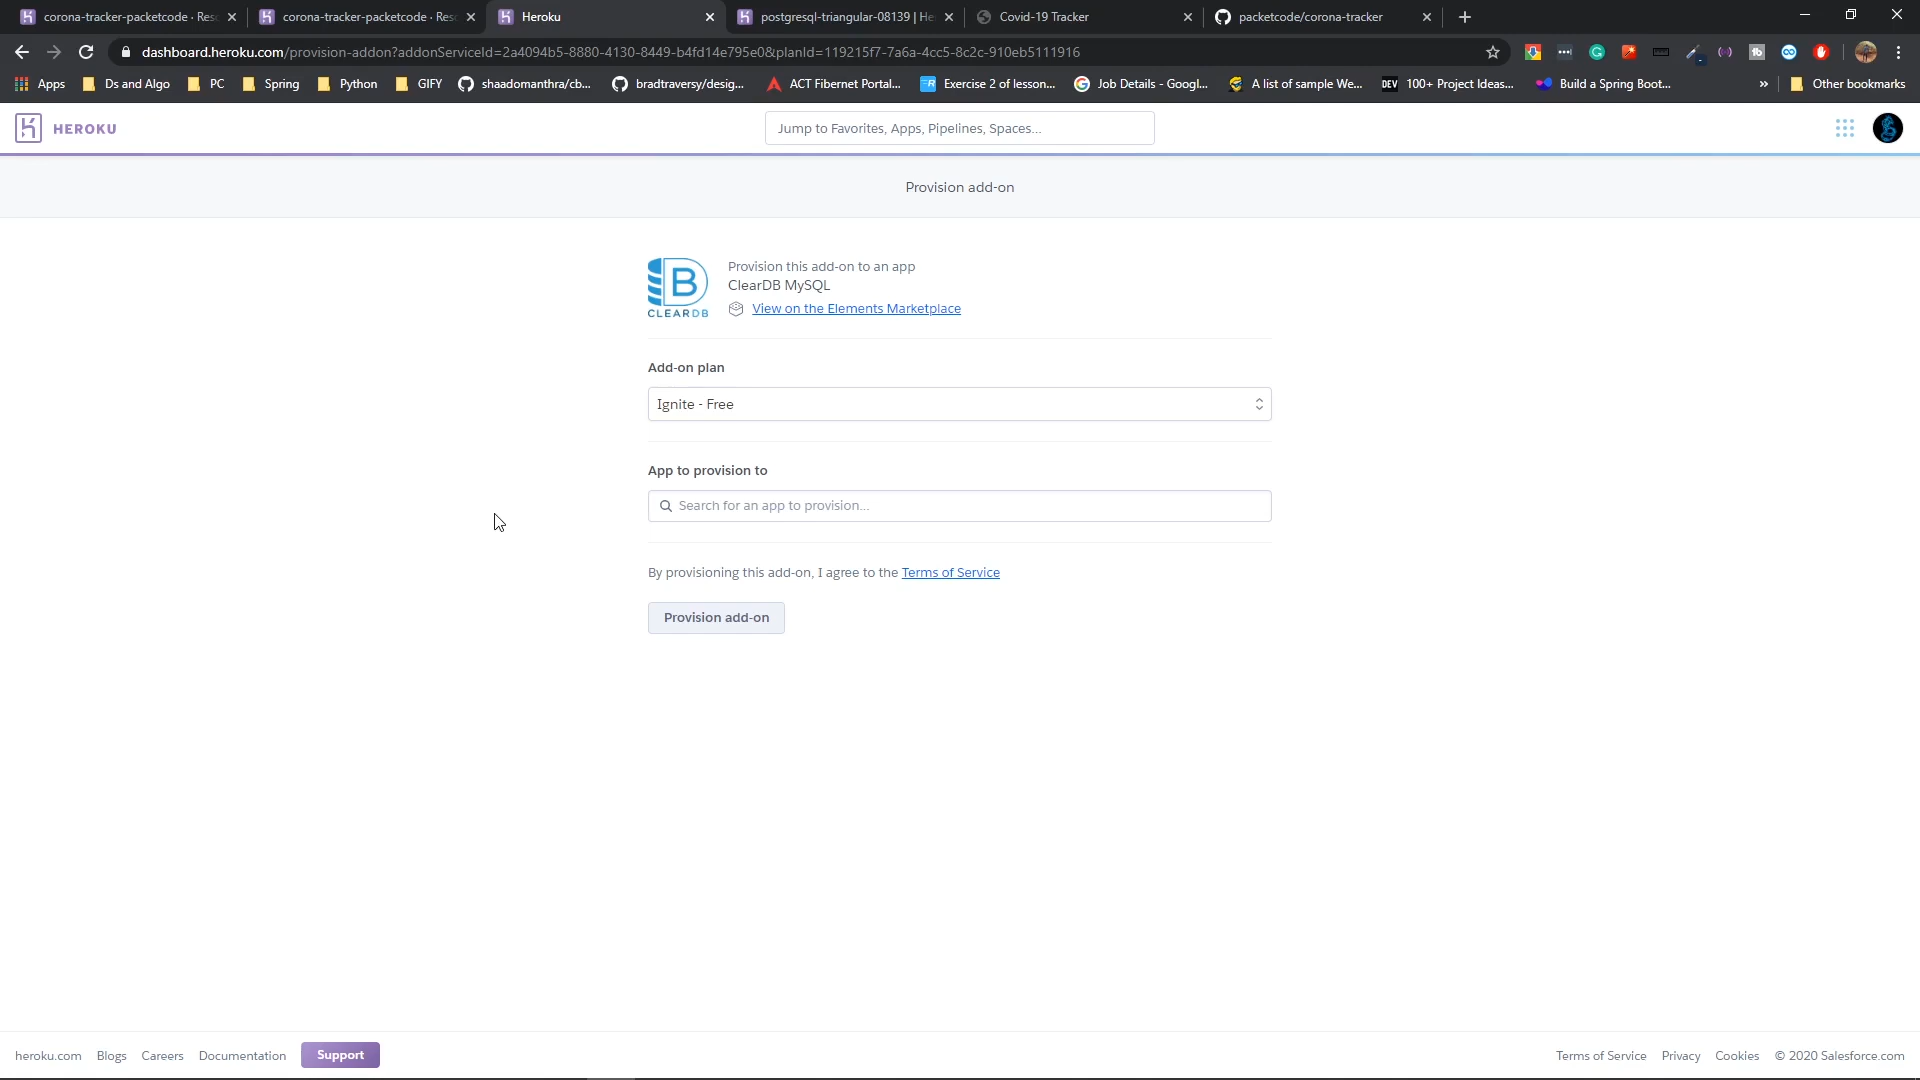 corona-tracker-packetcode · Reso
corona-tracker-packetcode · Reso
Heroku
postgresql-triangular-08139 | He
Covid-19 Tracker
packetcode/corona-tracker
dashboard.heroku.com/provision-addon?addonServiceId=2a4094b5-8880-4130-8449-b4fd14e795e0&planId=119215f7-7a6a-4cc5-8c2c-910eb5111916
Apps
Ds and Algo
PC
Spring
Python
GIFY
shaadomanthra/cb...
bradtraversy/desig...
ACT Fibernet Portal...
Exercise 2 of lesson...
Job Details - Googl...
A list of sample We...
DEV 100+ Project Ideas...
Build a Spring Boot...
»
Other bookmarks
HEROKU
Jump to Favorites, Apps, Pipelines, Spaces...
Provision add-on
B
CLEARDB
Provision this add-on to an app
ClearDB MySQL
View on the Elements Marketplace
Add-on plan
Ignite - Free
App to provision to
Search for an app to provision...
By provisioning this add-on, I agree to the Terms of Service
Provision add-on
heroku.com
Blogs
Careers
Documentation
Support
Terms of Service
Privacy
Cookies
© 2020 Salesforce.com